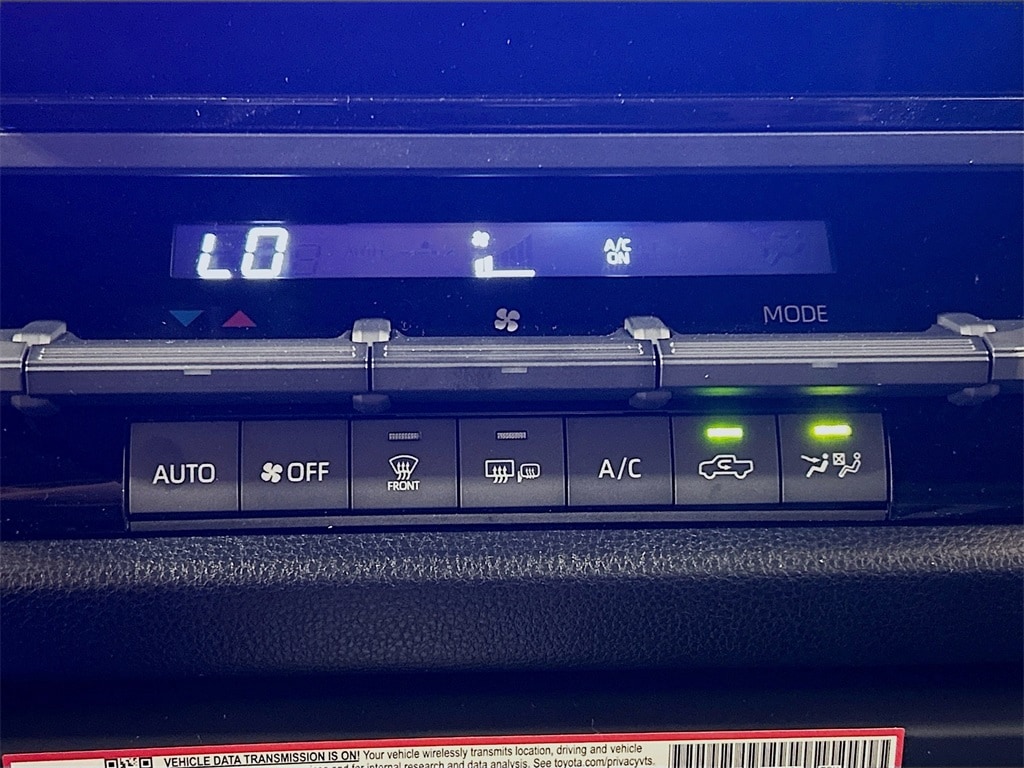 LO
A/C
ON
MODE
AUTO
OFF
FRONT
A/C
VEHICLE DATA TRANSMISSION IS ON! Your vehicle wirelessly transmits location, driving and vehicle
and for internal research and data analysis. See toyota.com/privacyvts.